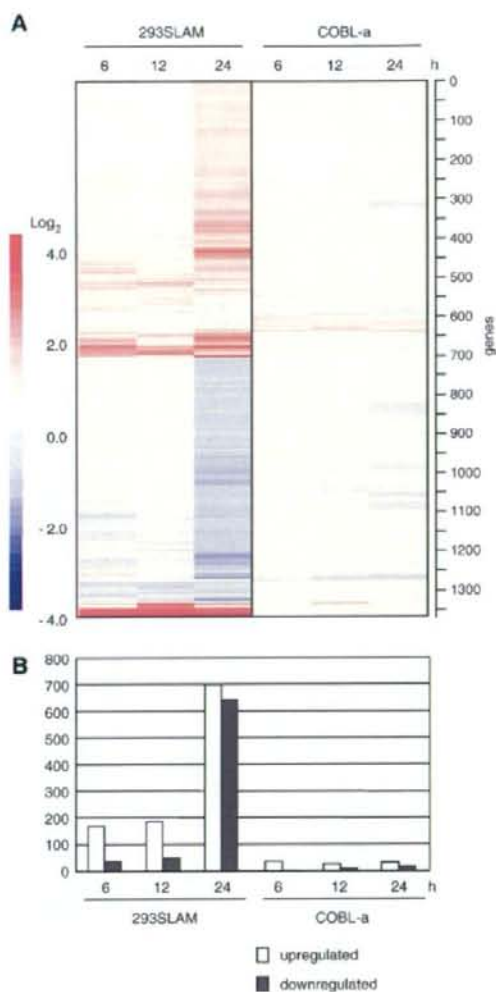 A
293SLAM COBL-a
6 12 24 6 12 24 h
Log2
4.0
2.0
0.0
- 2.0
- 4.0
0
100
200
300
400
500
600
700
800
900
1000
1100
1200
1300
genes
B
800
700
600
500
400
300
200
100
0
6 12 24 6 12 24 h
293SLAM COBL-a
upregulated
downregulated